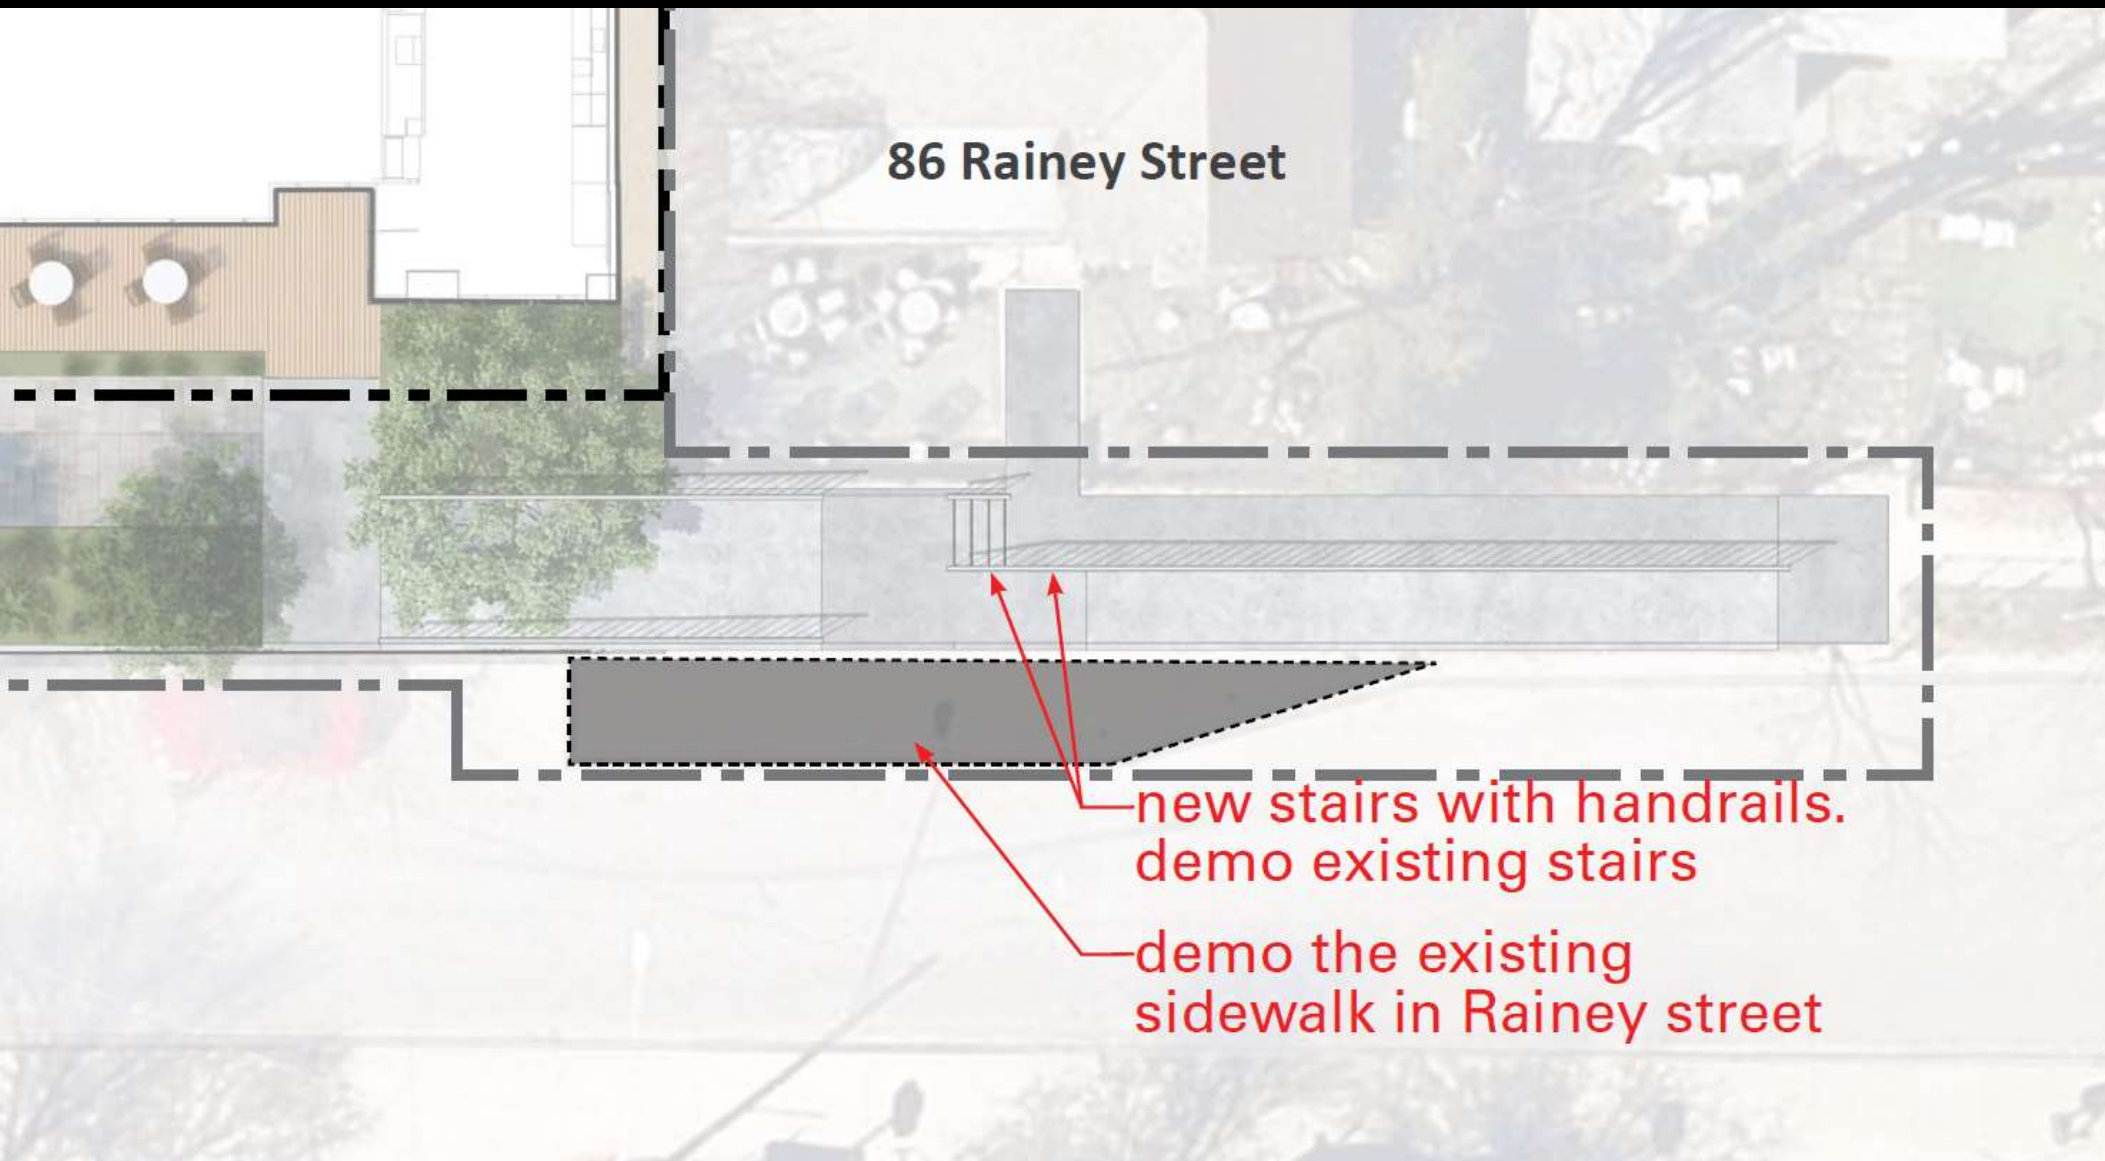 86 Rainey Street
new stairs with handrails.
demo existing stairs
demo the existing
sidewalk in Rainey street